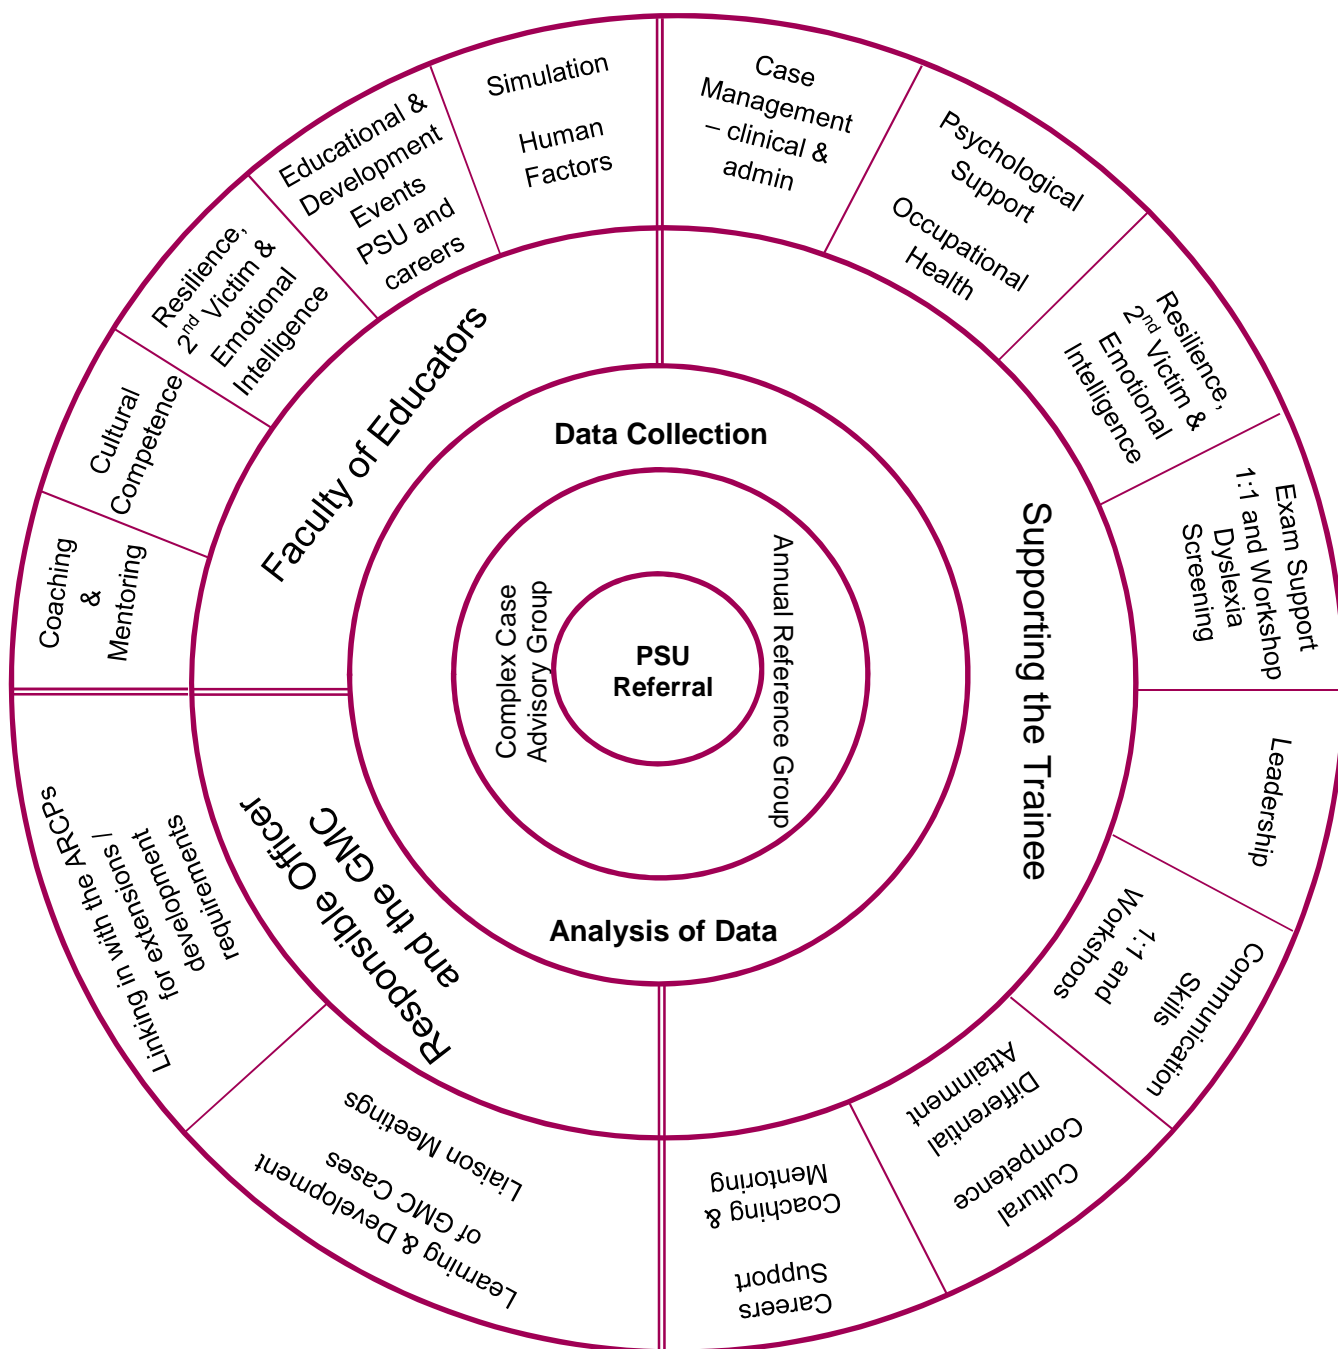 PSU
Referral
Complex Case
Advisory Group
Annual Reference Group
Data Collection
Analysis of Data
Supporting the Trainee
Responsible Officer
and the GMC
Faculty of Educators
Case
Management
– clinical &
admin
Psychological
Support
Occupational
Health
Resilience,
2nd Victim &
Emotional
Intelligence
Exam Support
1:1 and Workshop
Dyslexia
Screening
Leadership
Communication
Skills
1:1 and
Workshops
Cultural
Competence
Differential
Attainment
Coaching &
Mentoring
Careers
Support
Learning & Development
of GMC Cases
Liaison Meetings
Linking in with the ARCPs
for extensions /
development
requirements
Coaching
&
Mentoring
Cultural
Competence
Resilience,
2nd Victim &
Emotional
Intelligence
Educational &
Development
Events
PSU and
careers
Simulation
Human
Factors